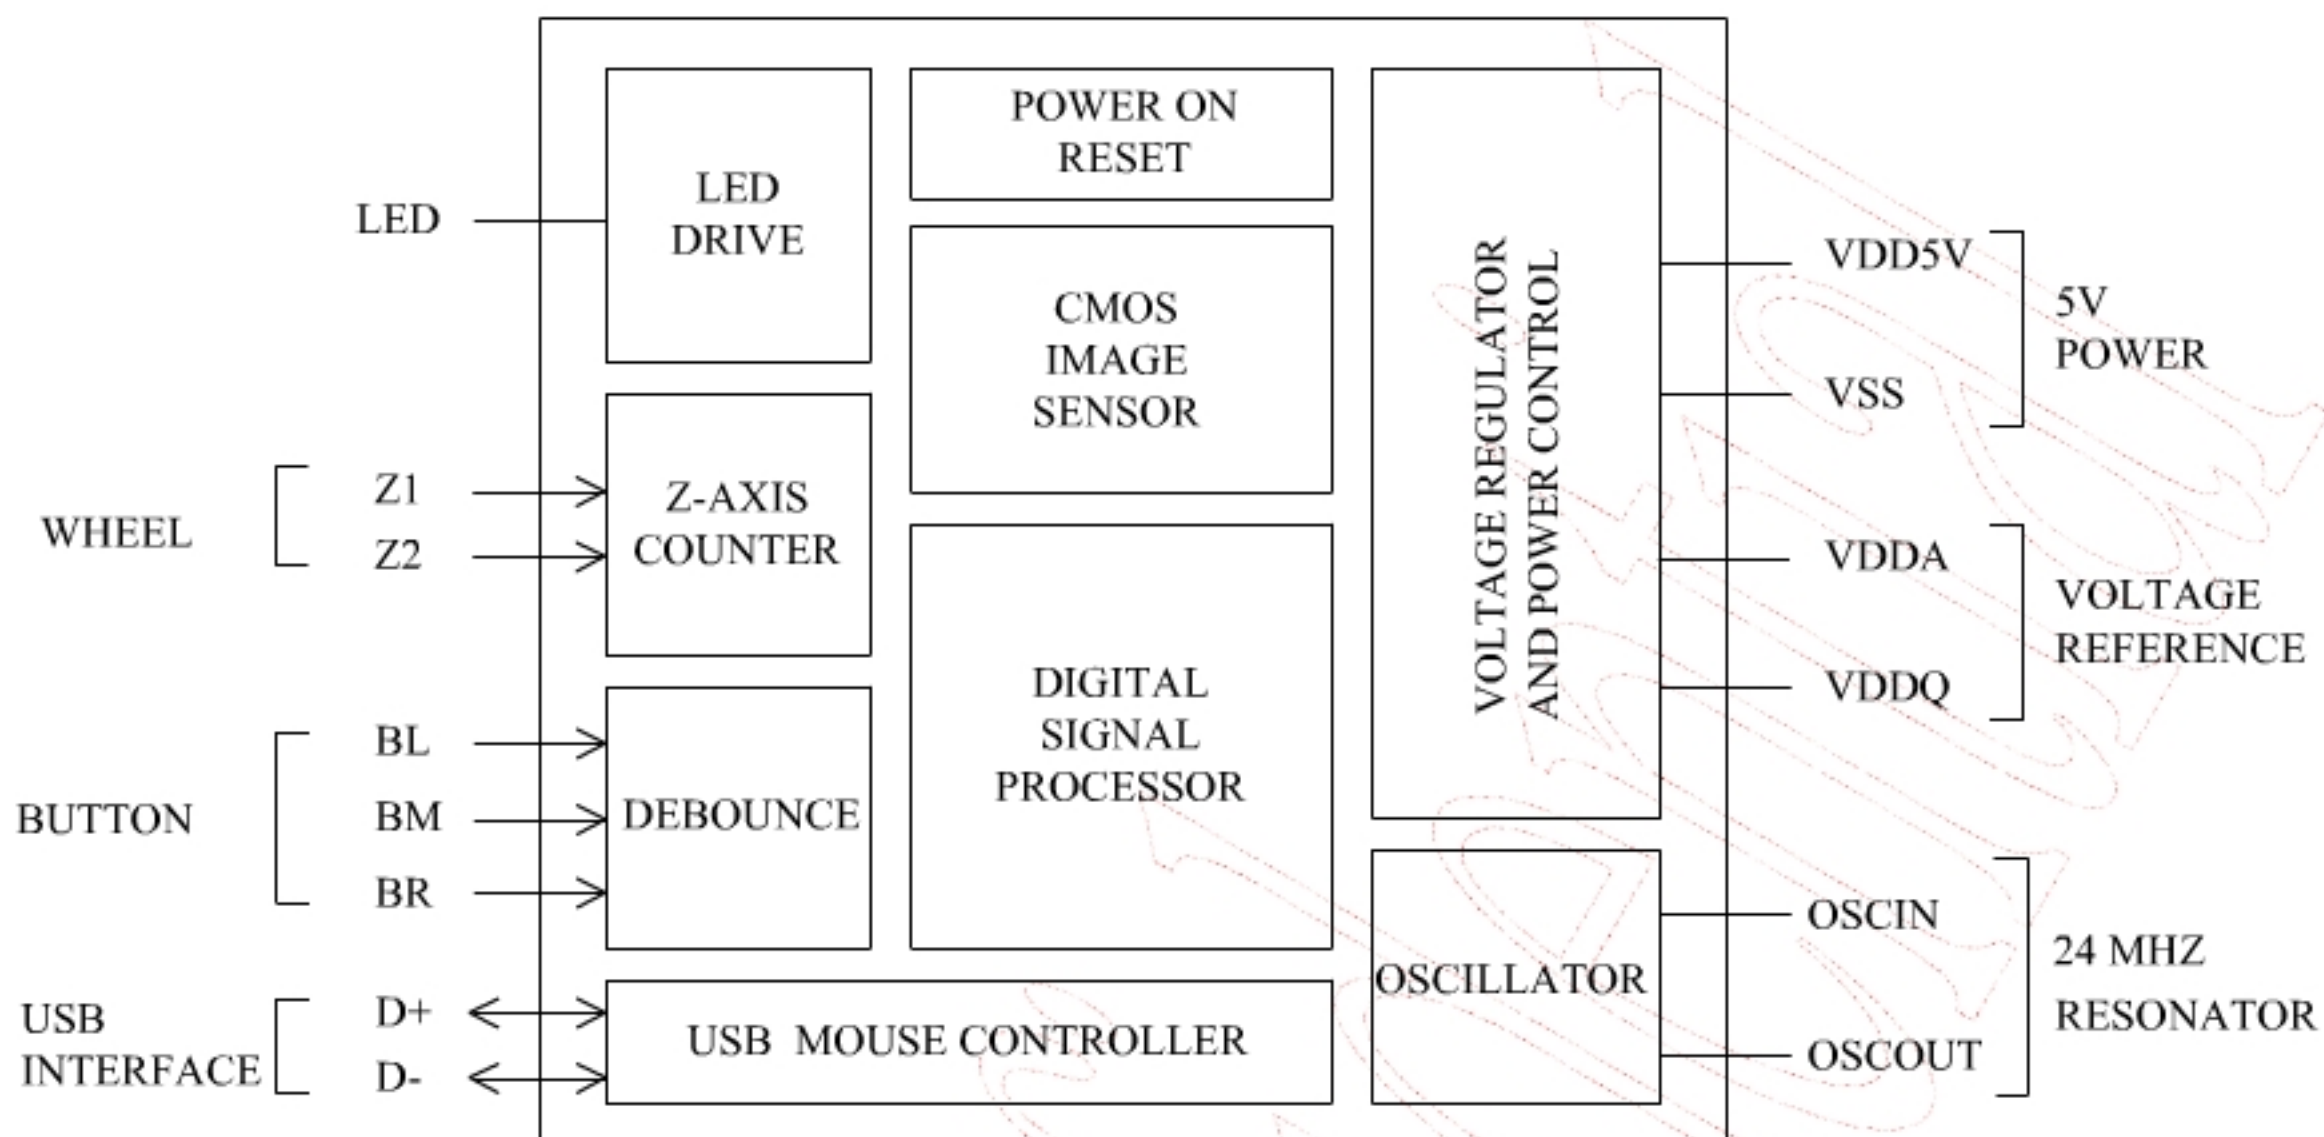 LED
WHEEL
Z1
Z2
BUTTON
BL
BM
BR
USB
INTERFACE
D+
D-
LED
DRIVE
Z-AXIS
COUNTER
DEBOUNCE
USB MOUSE CONTROLLER
POWER ON
RESET
CMOS
IMAGE
SENSOR
DIGITAL
SIGNAL
PROCESSOR
VOLTAGE REGULATOR
AND POWER CONTROL
OSCILLATOR
VDD5V
VSS
5V
POWER
VDDA
VDDQ
VOLTAGE
REFERENCE
OSCIN
OSCOUT
24 MHZ
RESONATOR